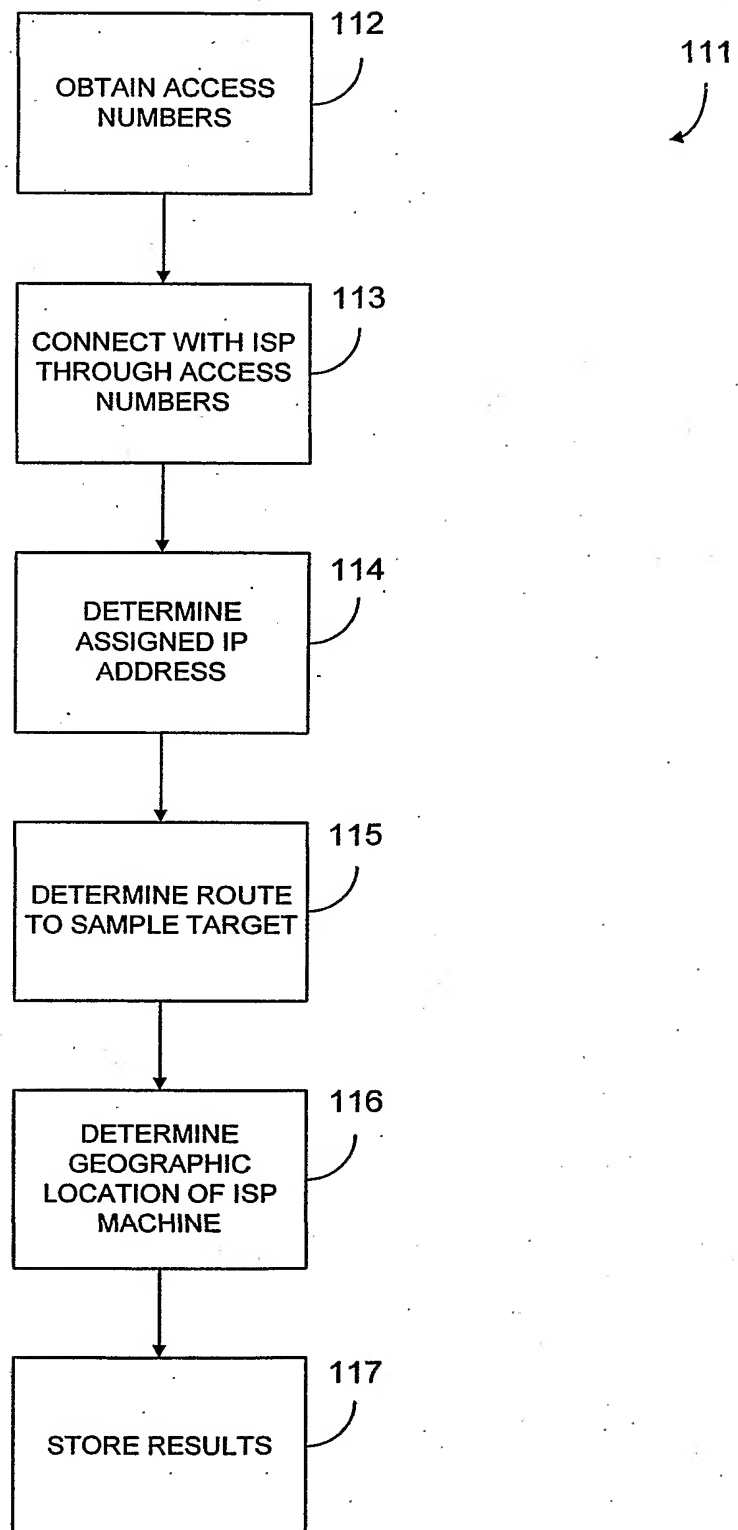 112
111
OBTAIN ACCESS
NUMBERS
113
CONNECT WITH ISP
THROUGH ACCESS
NUMBERS
114
DETERMINE
ASSIGNED IP
ADDRESS
115
DETERMINE ROUTE
TO SAMPLE TARGET
116
DETERMINE
GEOGRAPHIC
LOCATION OF ISP
MACHINE
117
STORE RESULTS